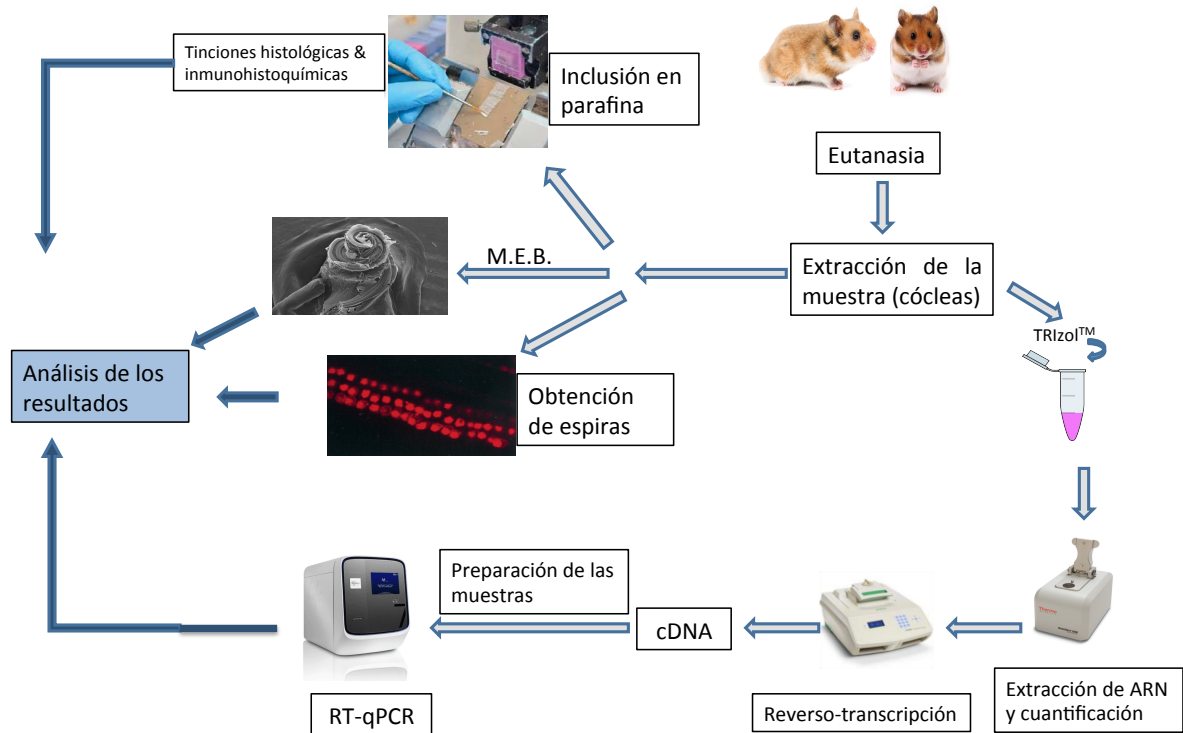 Tinciones histológicas &
inmunohistoquímicas
Inclusión en
parafina
Eutanasia
M.E.B.
Extracción de la
muestra (cócleas)
TRIzol™
Análisis de los
resultados
Obtención
de espiras
Preparación de las
muestras
cDNA
RT-qPCR
Reverso-transcripción
Extracción de ARN
y cuantificación